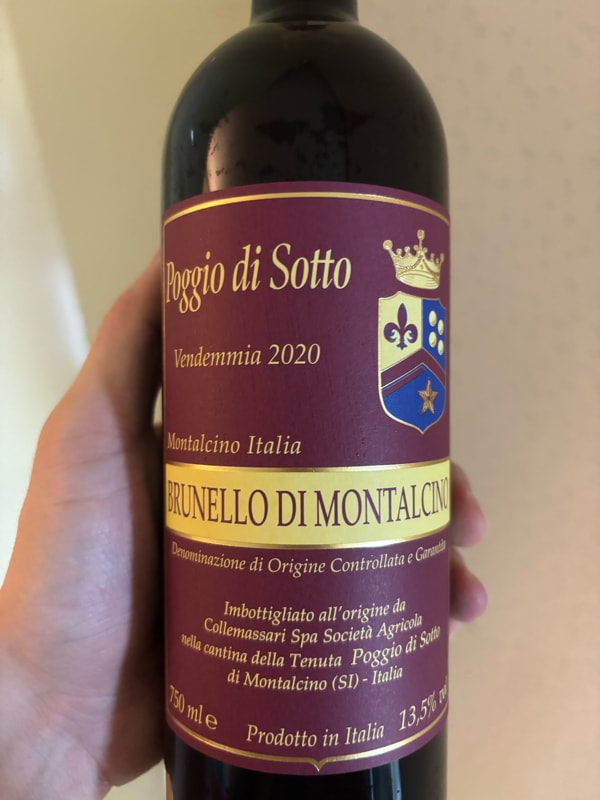 Poggio di Sotto
Vendemmia 2020
Montalcino Italia
BRUNELLO DI MONTALCINO
Denominazione di Origine Controllata e Garantita
Imbottigliato all'origine da
Collemassari Spa Società Agricola
nella cantina della Tenuta Poggio di Sotto
di Montalcino (SI) - Italia
750 ml e Prodotto in Italia 13,5% vol